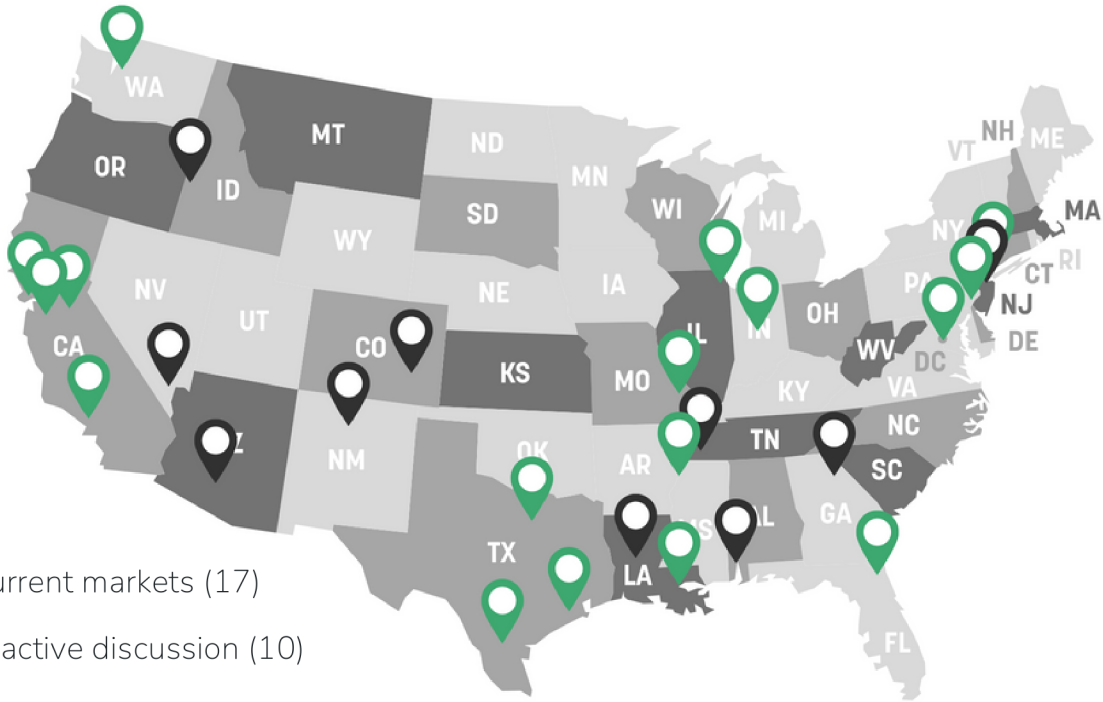 WA
MT
ND
MN
OR
ID
SD
WI
MI
VT
NH
ME
WY
NY
MA
NV
UT
NE
IA
PA
CT
RI
NJ
CA
CO
KS
MO
IL
IN
OH
WV
DC
DE
KY
VA
NM
OK
AR
TN
NC
SC
TX
LA
MS
AL
GA
FL
urrent markets (17)
active discussion (10)